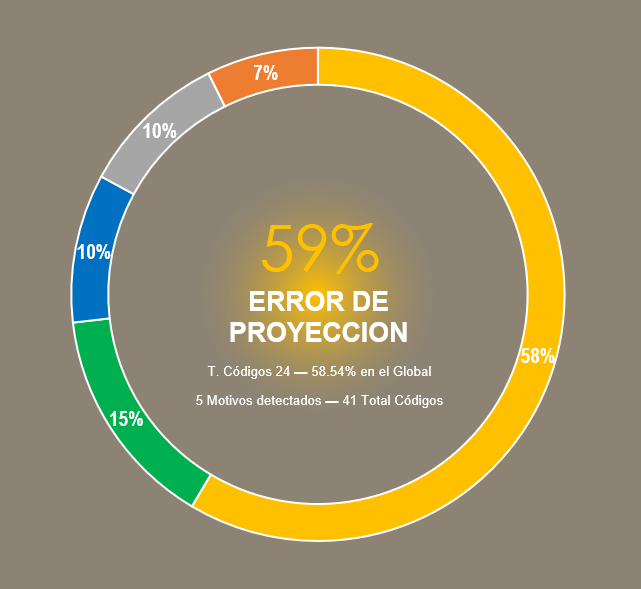 7%
10%
10%
59%
ERROR DE
PROYECCION
58%
T. Códigos 24 — 58.54% en el Global
5 Motivos detectados — 41 Total Códigos
15%